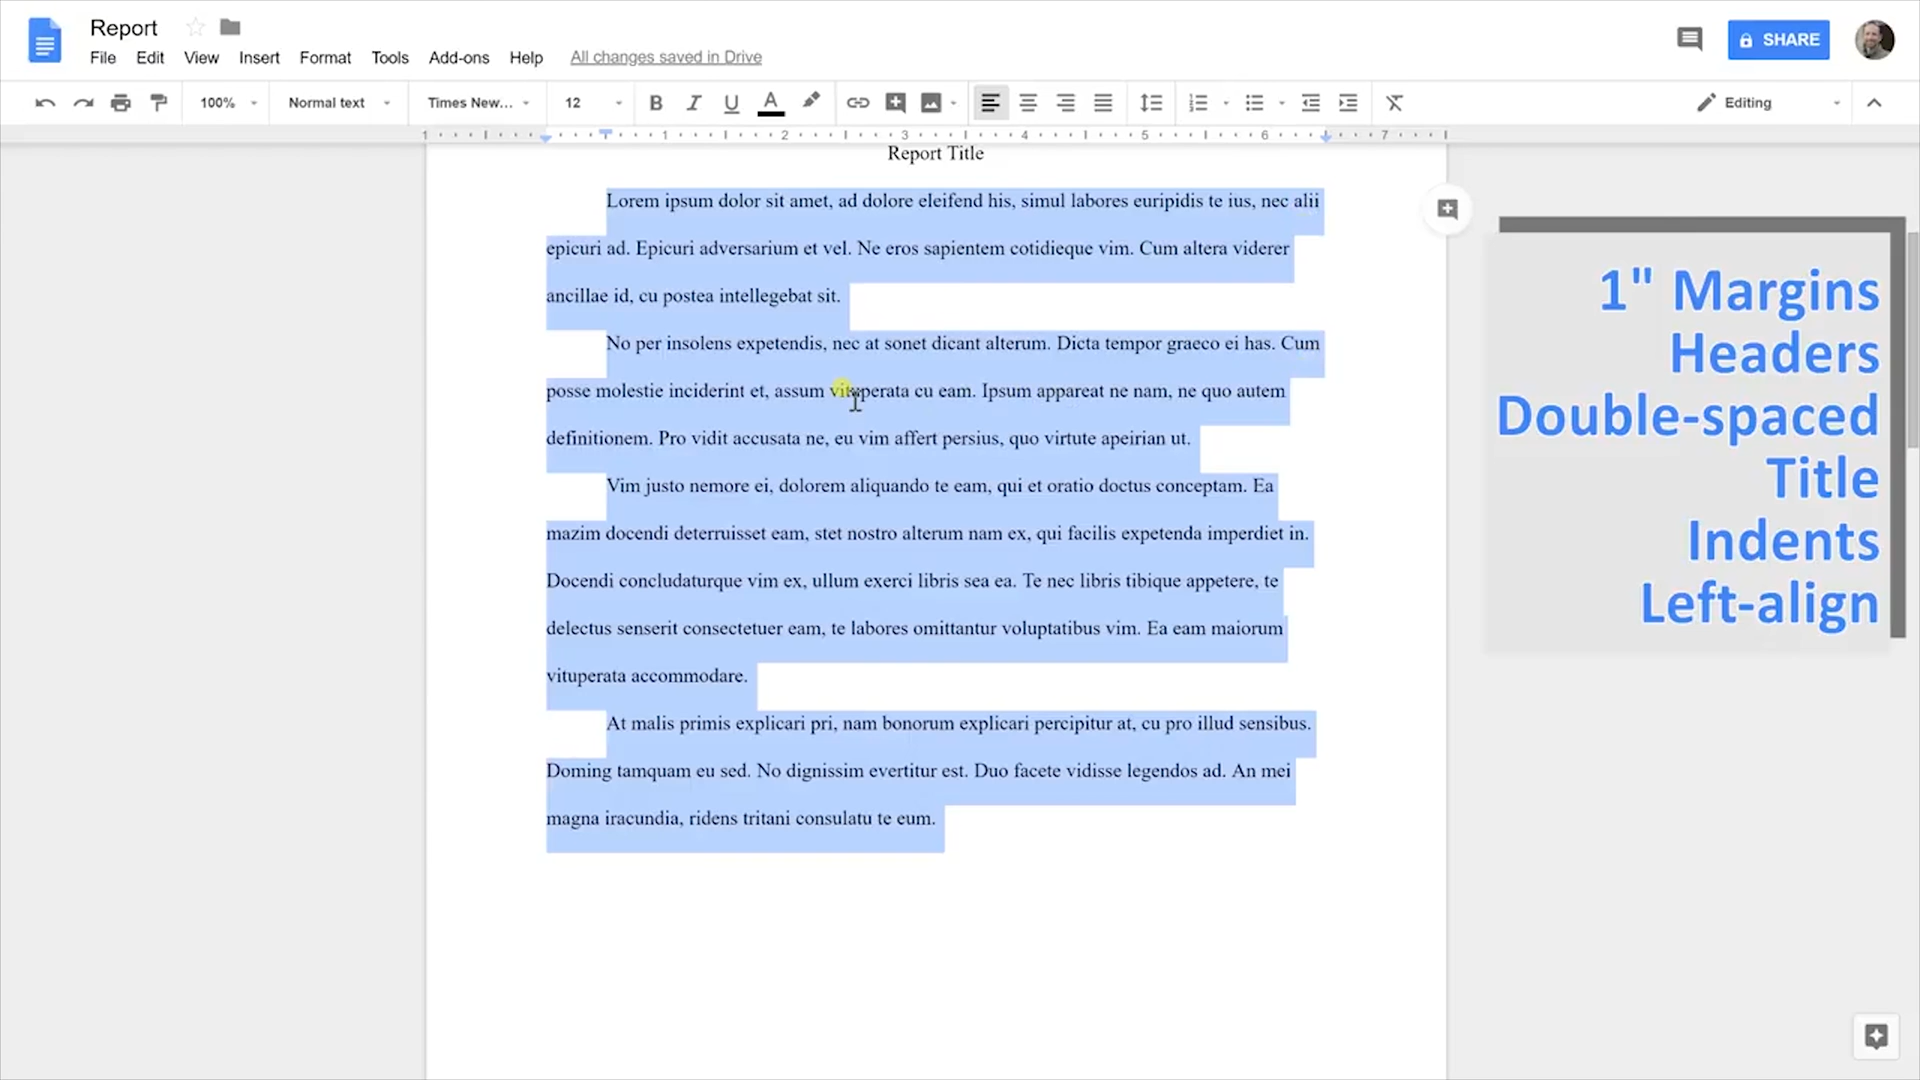 Report
File Edit View Insert Format Tools Add-ons Help All changes saved in Drive
SHARE
100% Normal text Times New... 12 Editing
1 1 2 3 4 5 6 7
Report Title
Lorem ipsum dolor sit amet, ad dolore eleifend his, simul labores euripidis te ius, nec alii
epicuri ad. Epicuri adversarium et vel. Ne eros sapientem cotidieque vim. Cum altera viderer
ancillae id, cu postea intellegebat sit.
No per insolens expetendis, nec at sonet dicant alterum. Dicta tempor graeco ei has. Cum
posse molestie inciderint et, assum vituperata cu eam. Ipsum appareat ne nam, ne quo autem
definitionem. Pro vidit accusata ne, eu vim affert persius, quo virtute apeirian ut.
Vim justo nemore ei, dolorem aliquando te eam, qui et oratio doctus conceptam. Ea
mazim docendi deterruisset eam, stet nostro alterum nam ex, qui facilis expetenda imperdiet in.
Docendi concludaturque vim ex, ullum exerci libris sea ea. Te nec libris tibique appetere, te
delectus senserit consectetuer eam, te labores omittantur voluptatibus vim. Ea eam maiorum
vituperata accommodare.
At malis primis explicari pri, nam bonorum explicari percipitur at, cu pro illud sensibus.
Doming tamquam eu sed. No dignissim evertitur est. Duo facete vidisse legendos ad. An mei
magna iracundia, ridens tritani consulatu te eum.
1" Margins
Headers
Double-spaced
Title
Indents
Left-align